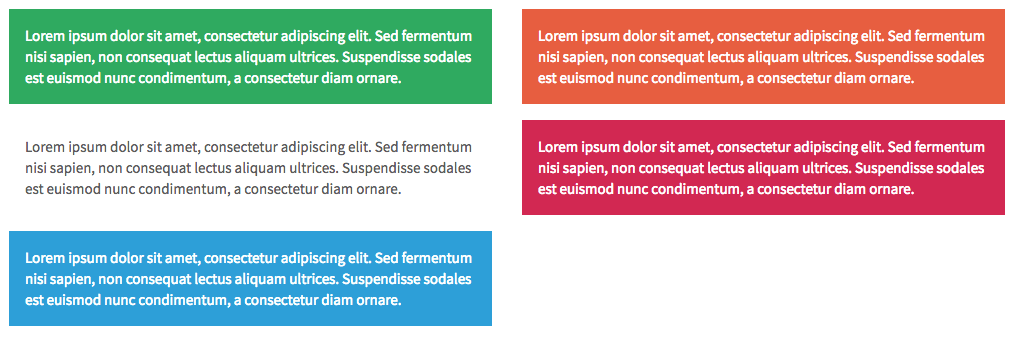 Lorem ipsum dolor sit amet, consectetur adipiscing elit. Sed fermentum
nisi sapien, non consequat lectus aliquam ultrices. Suspendisse sodales
est euismod nunc condimentum, a consectetur diam ornare.
Lorem ipsum dolor sit amet, consectetur adipiscing elit. Sed fermentum
nisi sapien, non consequat lectus aliquam ultrices. Suspendisse sodales
est euismod nunc condimentum, a consectetur diam ornare.
Lorem ipsum dolor sit amet, consectetur adipiscing elit. Sed fermentum
nisi sapien, non consequat lectus aliquam ultrices. Suspendisse sodales
est euismod nunc condimentum, a consectetur diam ornare.
Lorem ipsum dolor sit amet, consectetur adipiscing elit. Sed fermentum
nisi sapien, non consequat lectus aliquam ultrices. Suspendisse sodales
est euismod nunc condimentum, a consectetur diam ornare.
Lorem ipsum dolor sit amet, consectetur adipiscing elit. Sed fermentum
nisi sapien, non consequat lectus aliquam ultrices. Suspendisse sodales
est euismod nunc condimentum, a consectetur diam ornare.